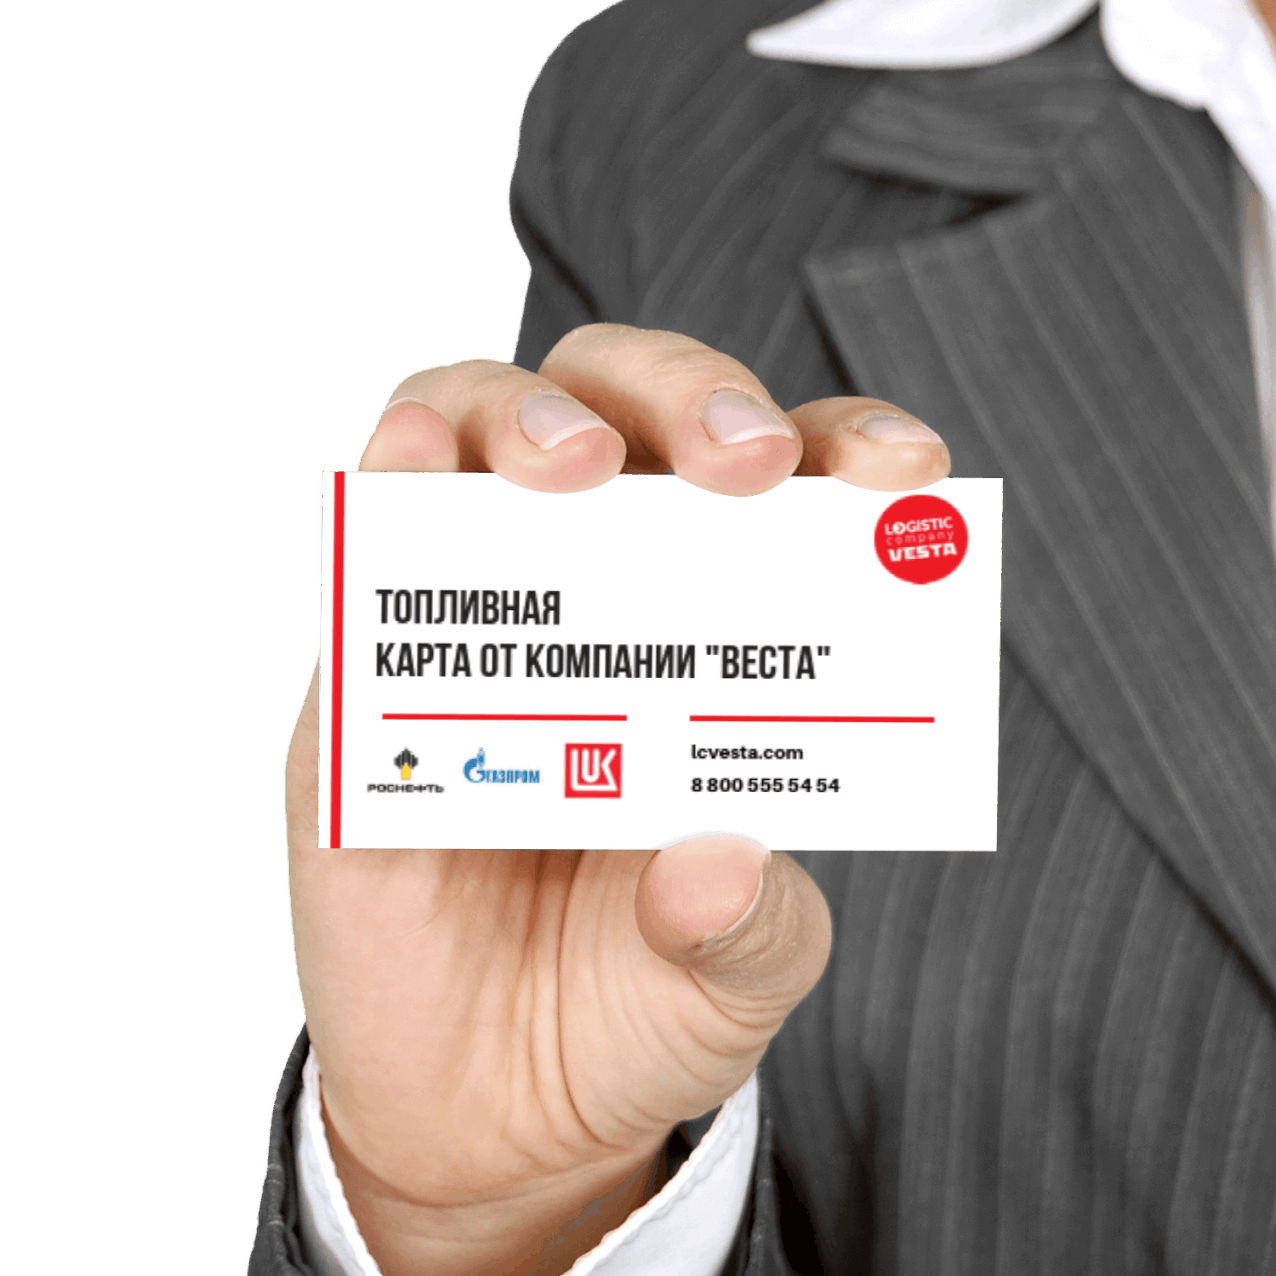 LOGISTIC
company
VESTA
ТОПЛИВНАЯ
КАРТА ОТ КОМПАНИИ "ВЕСТА"
РОСНЕФТЬ
ГАЗПРОМ
LUK
lcvesta.com
8 800 555 54 54